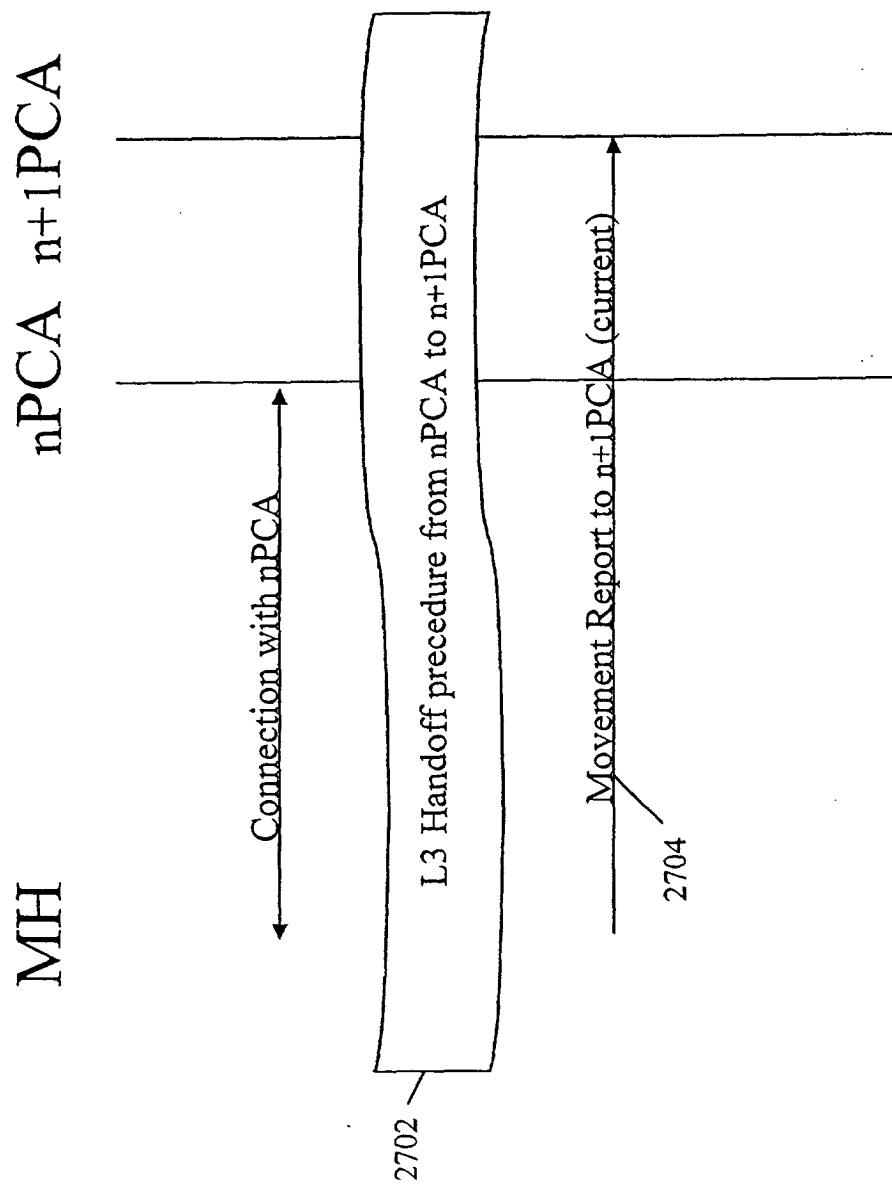 MH nPCA n+1PCA
Connection with nPCA
L3 Handoff precedure from nPCA to n+1PCA
2702
Movement Report to n+1PCA (current)
2704